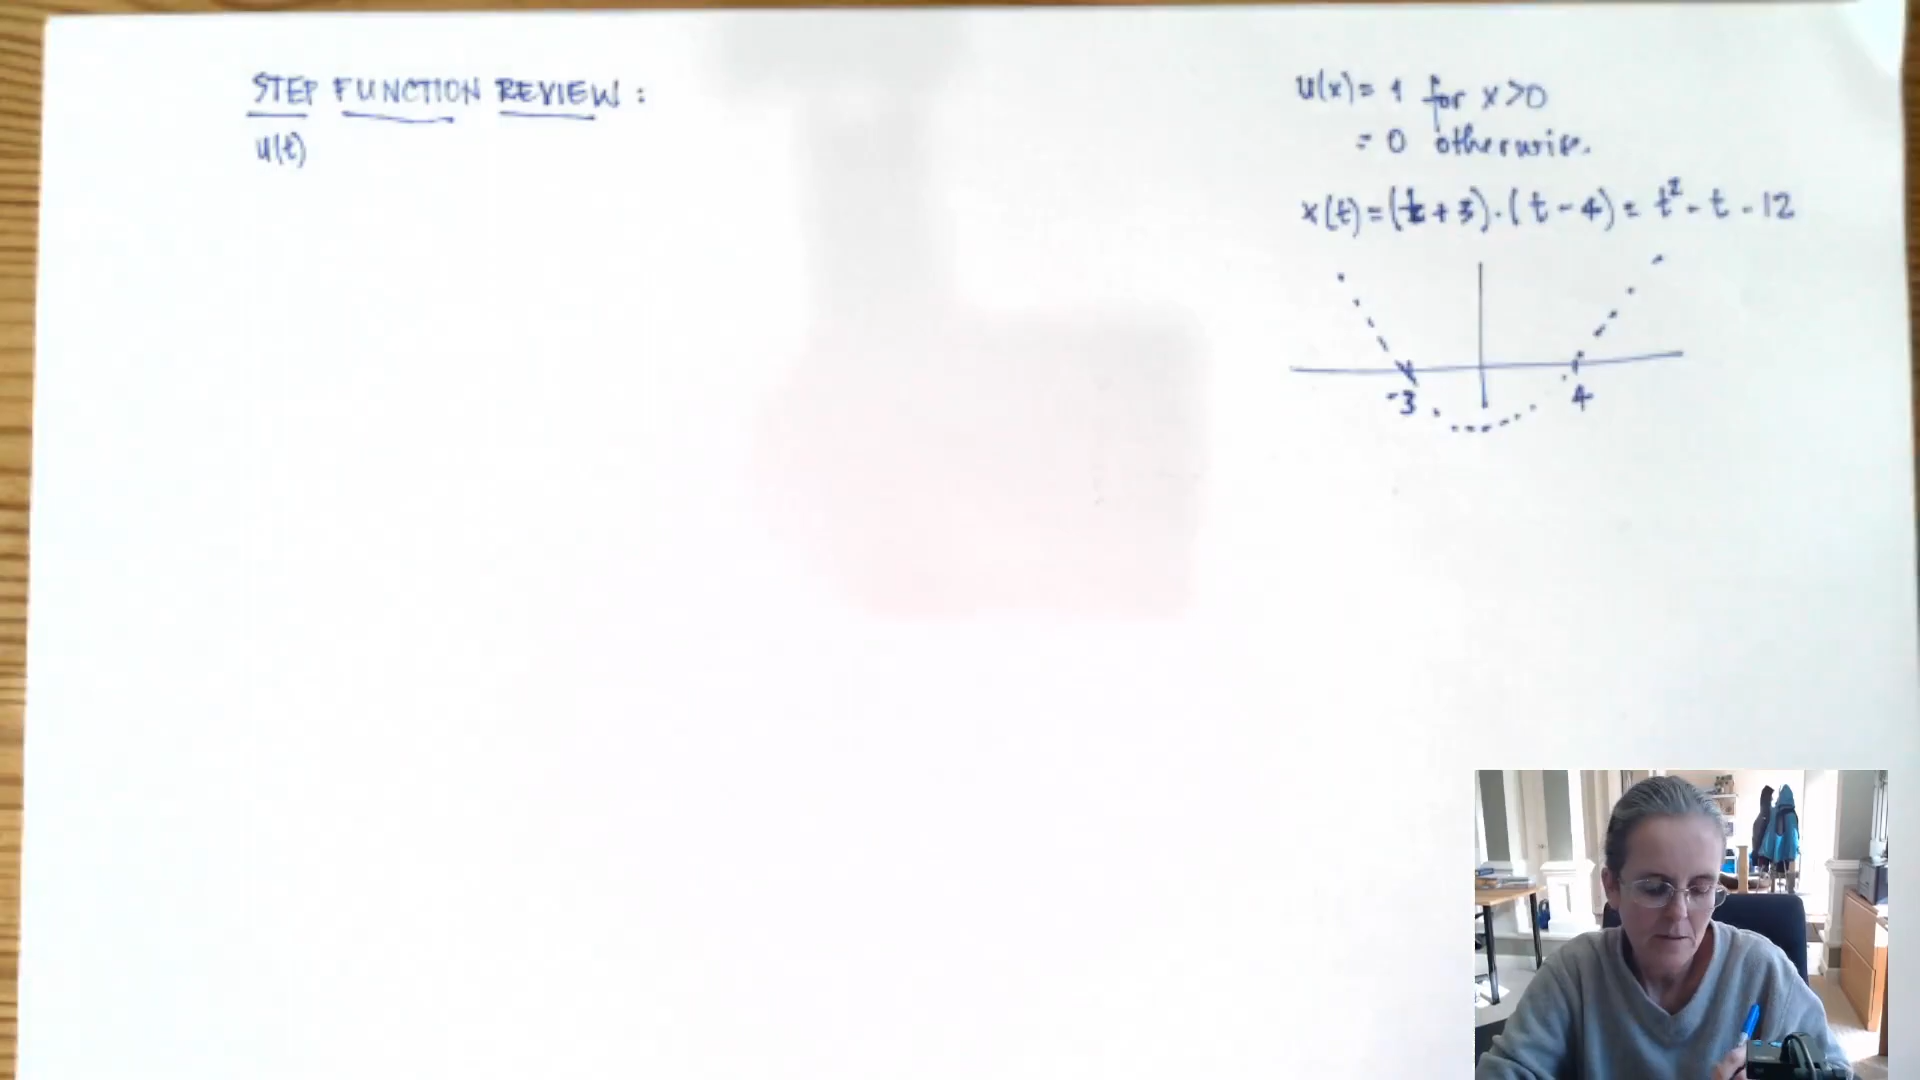 STEP FUNCTION REVIEW :
u(t)
u(x) = 1 for x>0
= 0 otherwise.
x(t) = (t+3).(t-4) = t² - t - 12
-3 4